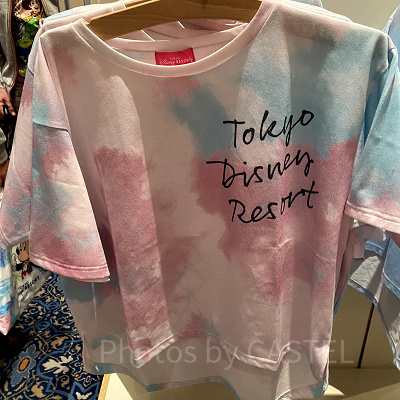 Tokyo
Disney
Resort
Photos by CASTEL